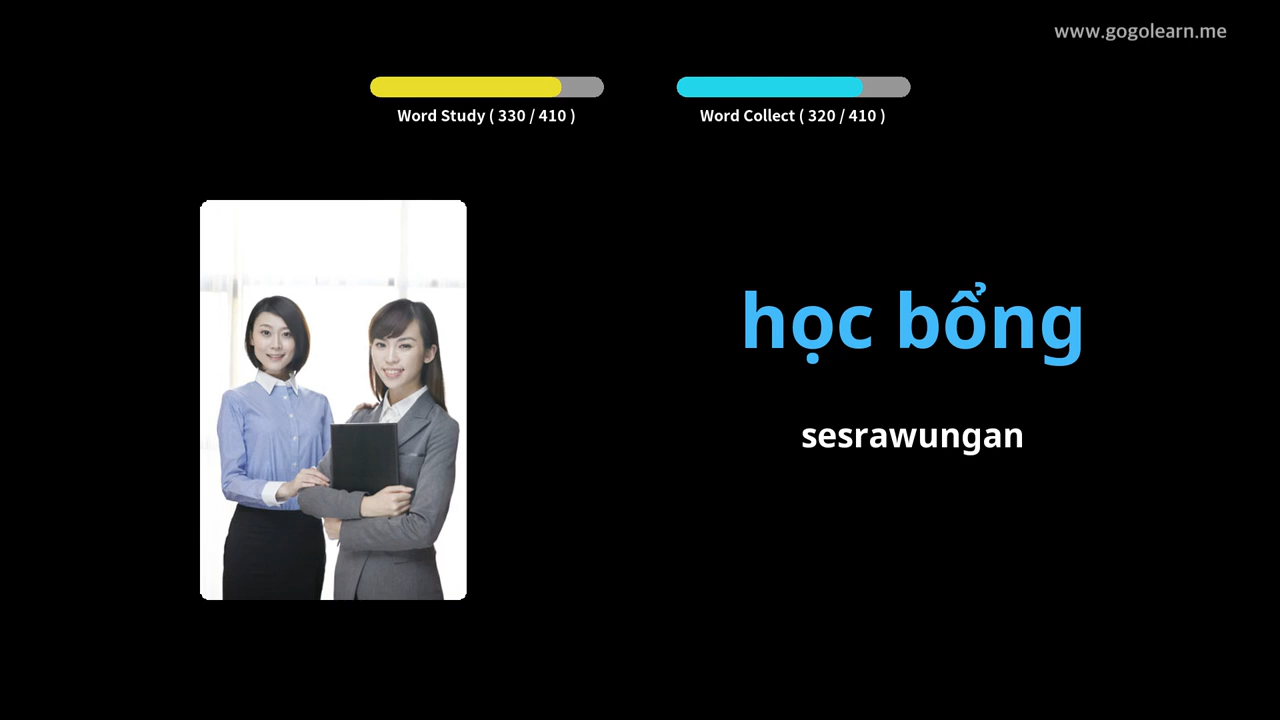 www.gogolearn.me
Word Study ( 330 / 410 )
Word Collect ( 320 / 410 )
học bổng
sesrawungan